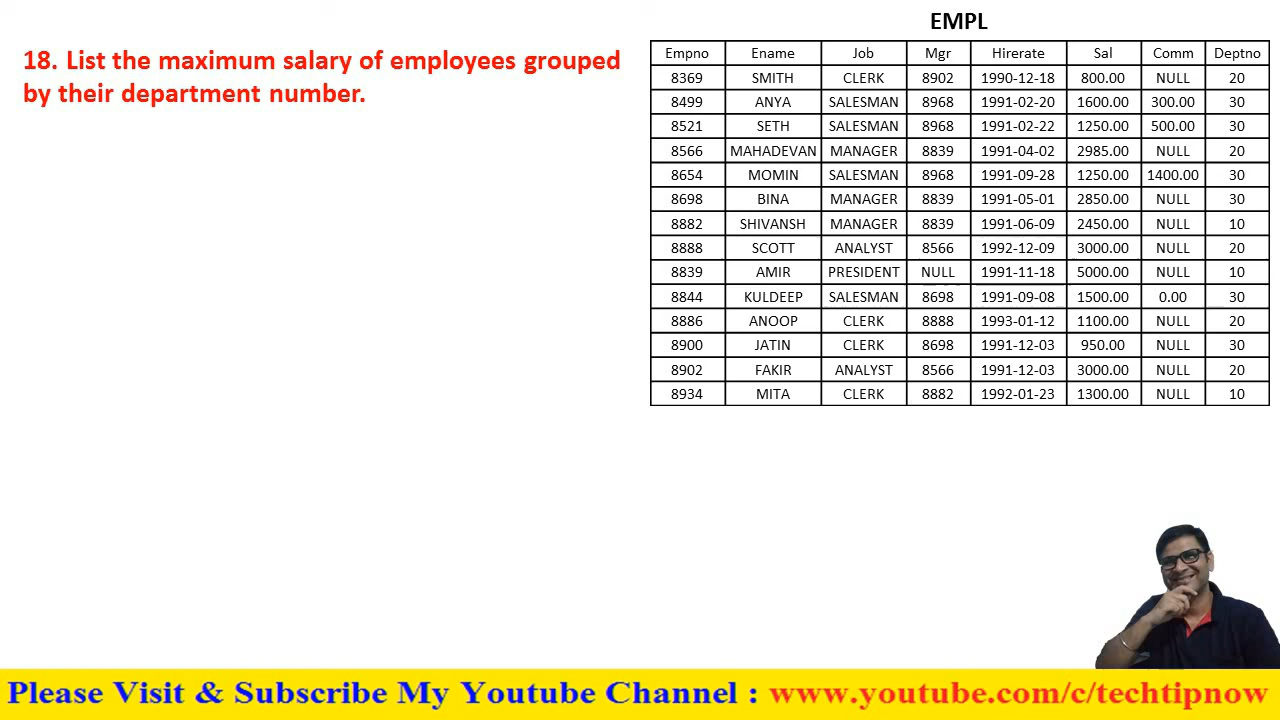 18. List the maximum salary of employees grouped
by their department number.
EMPL
Empno Ename Job Mgr Hirerate Sal Comm Deptno
8369 SMITH CLERK 8902 1990-12-18 800.00 NULL 20
8499 ANYA SALESMAN 8968 1991-02-20 1600.00 300.00 30
8521 SETH SALESMAN 8968 1991-02-22 1250.00 500.00 30
8566 MAHADEVAN MANAGER 8839 1991-04-02 2985.00 NULL 20
8654 MOMIN SALESMAN 8968 1991-09-28 1250.00 1400.00 30
8698 BINA MANAGER 8839 1991-05-01 2850.00 NULL 30
8882 SHIVANSH MANAGER 8839 1991-06-09 2450.00 NULL 10
8888 SCOTT ANALYST 8566 1992-12-09 3000.00 NULL 20
8839 AMIR PRESIDENT NULL 1991-11-18 5000.00 NULL 10
8844 KULDEEP SALESMAN 8698 1991-09-08 1500.00 0.00 30
8886 ANOOP CLERK 8888 1993-01-12 1100.00 NULL 20
8900 JATIN CLERK 8698 1991-12-03 950.00 NULL 30
8902 FAKIR ANALYST 8566 1991-12-03 3000.00 NULL 20
8934 MITA CLERK 8882 1992-01-23 1300.00 NULL 10
Please Visit & Subscribe My Youtube Channel : www.youtube.com/c/techtipnow